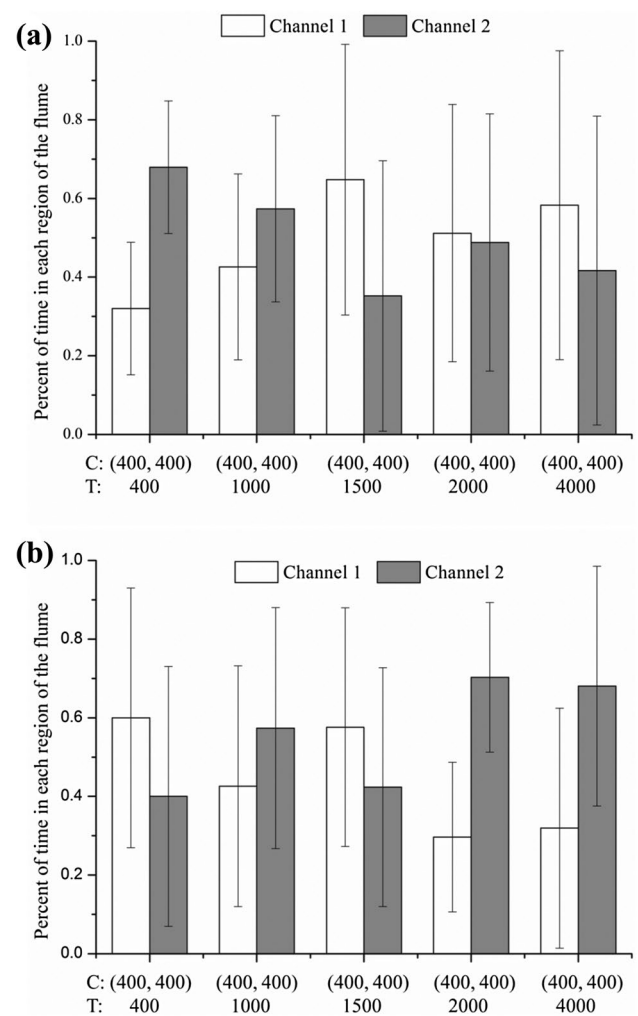 (a)
Channel 1 Channel 2
Percent of time in each region of the flume
1.0
0.8
0.6
0.4
0.2
0.0
C: (400, 400) (400, 400) (400, 400) (400, 400) (400, 400)
T: 400 1000 1500 2000 4000
(b)
Channel 1 Channel 2
Percent of time in each region of the flume
1.0
0.8
0.6
0.4
0.2
0.0
C: (400, 400) (400, 400) (400, 400) (400, 400) (400, 400)
T: 400 1000 1500 2000 4000